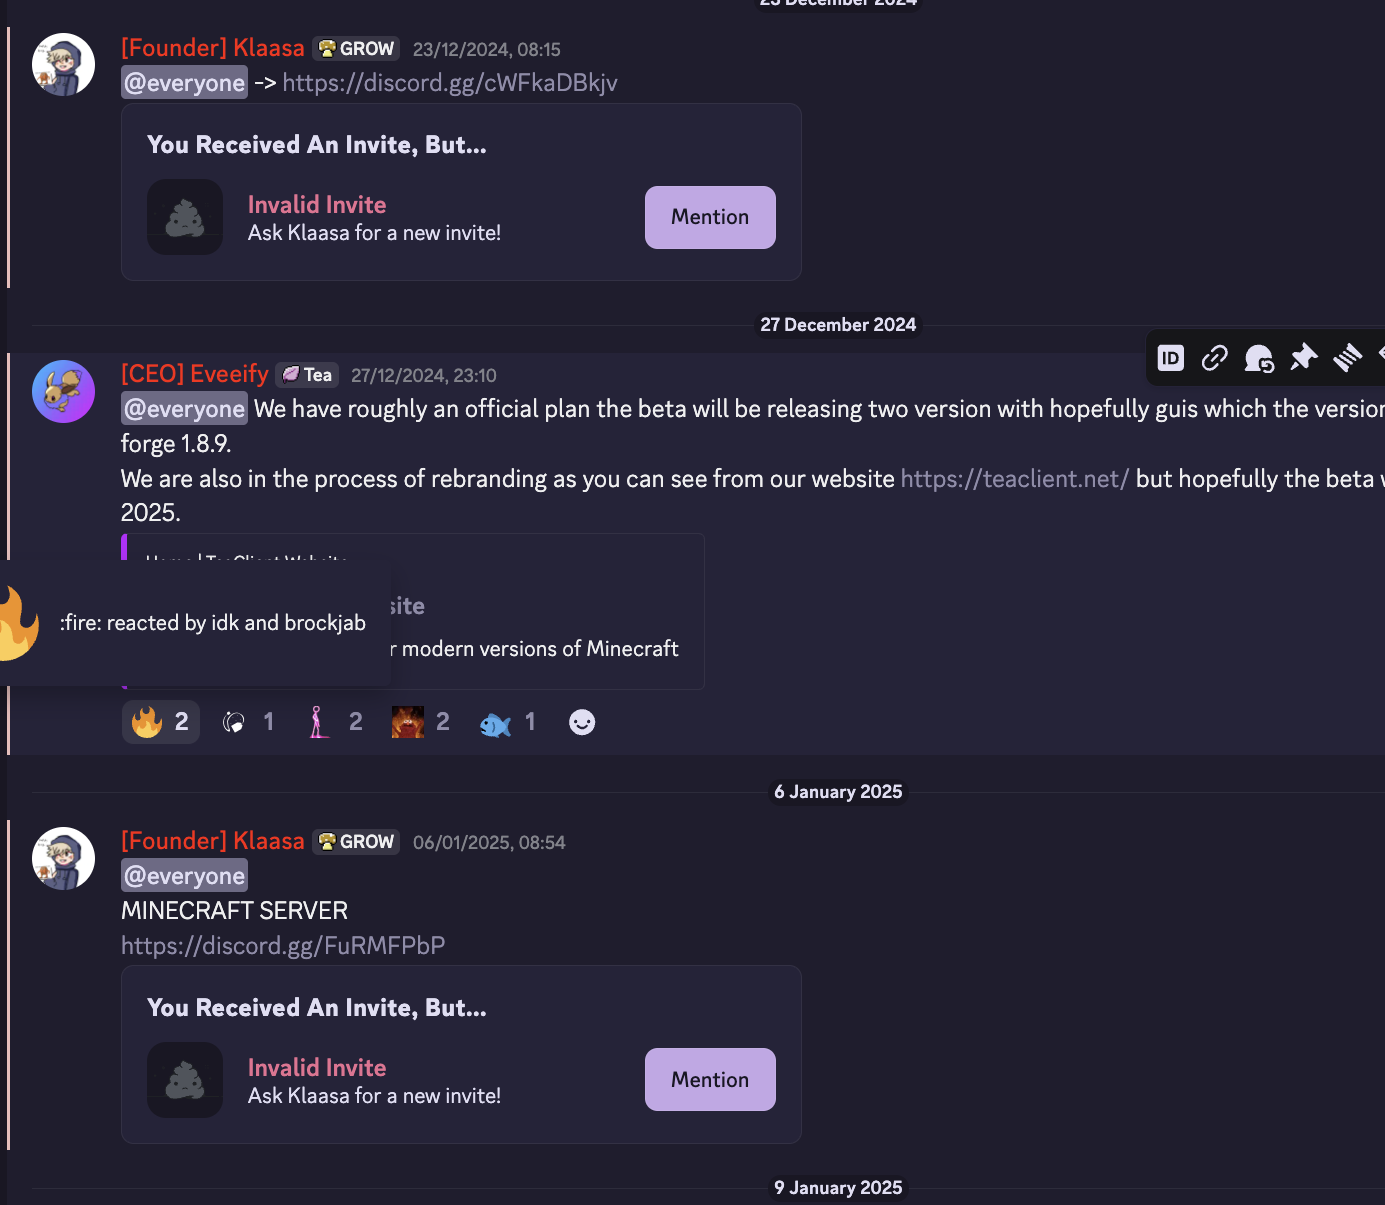 23 December 2024
[Founder] Klaasa GROW 23/12/2024, 08:15
@everyone -> https://discord.gg/cWFkaDBkjv
You Received An Invite, But...
Invalid Invite
Ask Klaasa for a new invite!
Mention
27 December 2024
ID
[CEO] Eveeify Tea 27/12/2024, 23:10
@everyone We have roughly an official plan the beta will be releasing two version with hopefully guis which the version
forge 1.8.9.
We are also in the process of rebranding as you can see from our website https://teaclient.net/ but hopefully the beta
2025.
Home | TeaClient Website
site
:fire: reacted by idk and brockjab
r modern versions of Minecraft
2 1 2 2 1
6 January 2025
[Founder] Klaasa GROW 06/01/2025, 08:54
@everyone
MINECRAFT SERVER
https://discord.gg/FuRMFPbP
You Received An Invite, But...
Invalid Invite
Ask Klaasa for a new invite!
Mention
9 January 2025